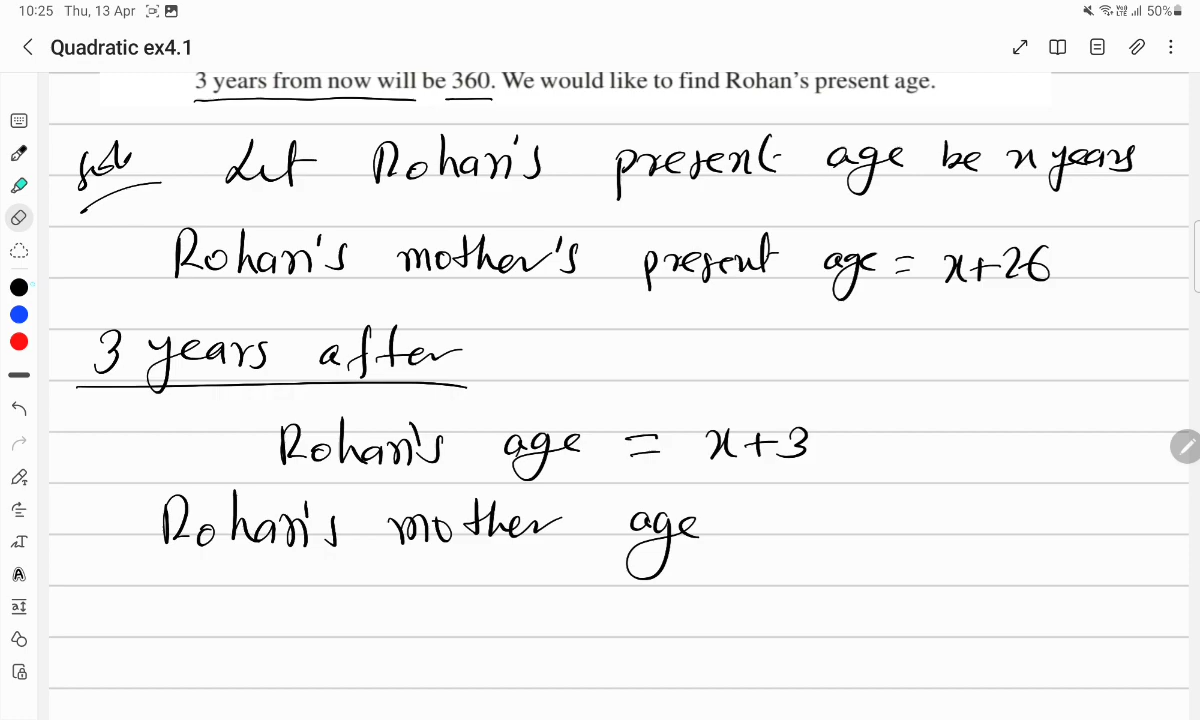 10:25 Thu, 13 Apr 50%
Quadratic ex4.1
3 years from now will be 360. We would like to find Rohan's present age.
Sol Let Rohan's present age be x years
Rohan's mother's present age = x+26
3 years after
Rohan's age = x+3
Rohan's mother age